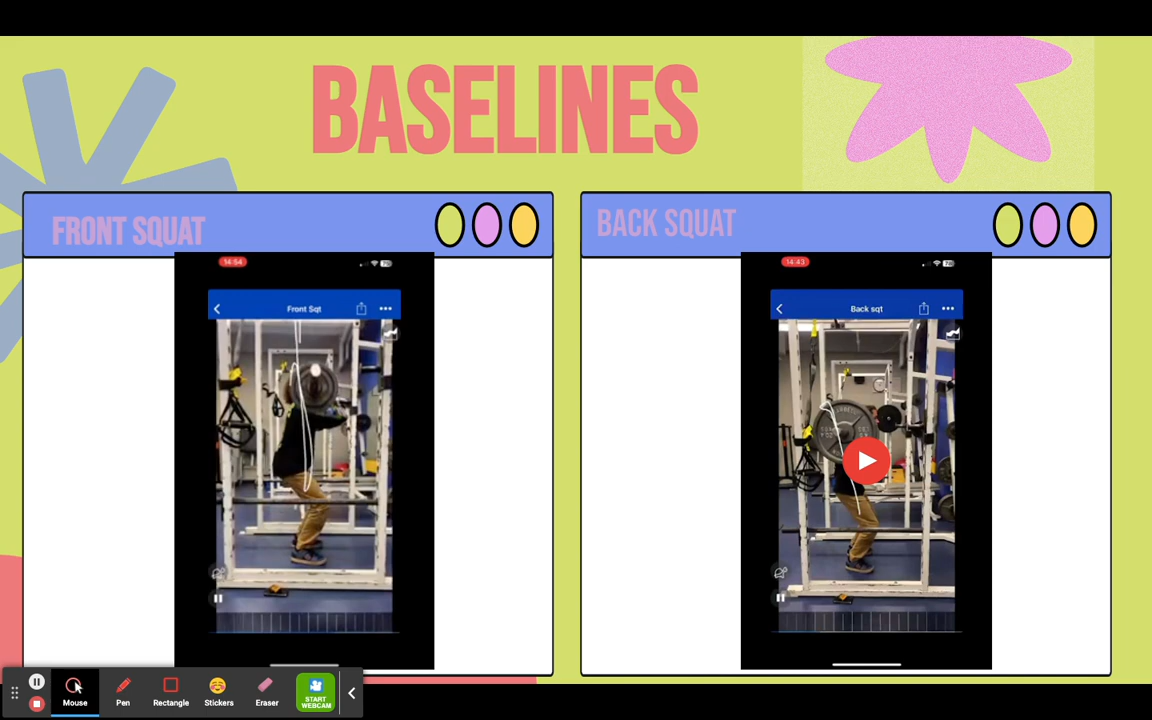 BASELINES
FRONT SQUAT
BACK SQUAT
14:54
Front Sqt
14:43
Back sqt
Mouse
Pen
Rectangle
Stickers
Eraser
START
WEBCAM